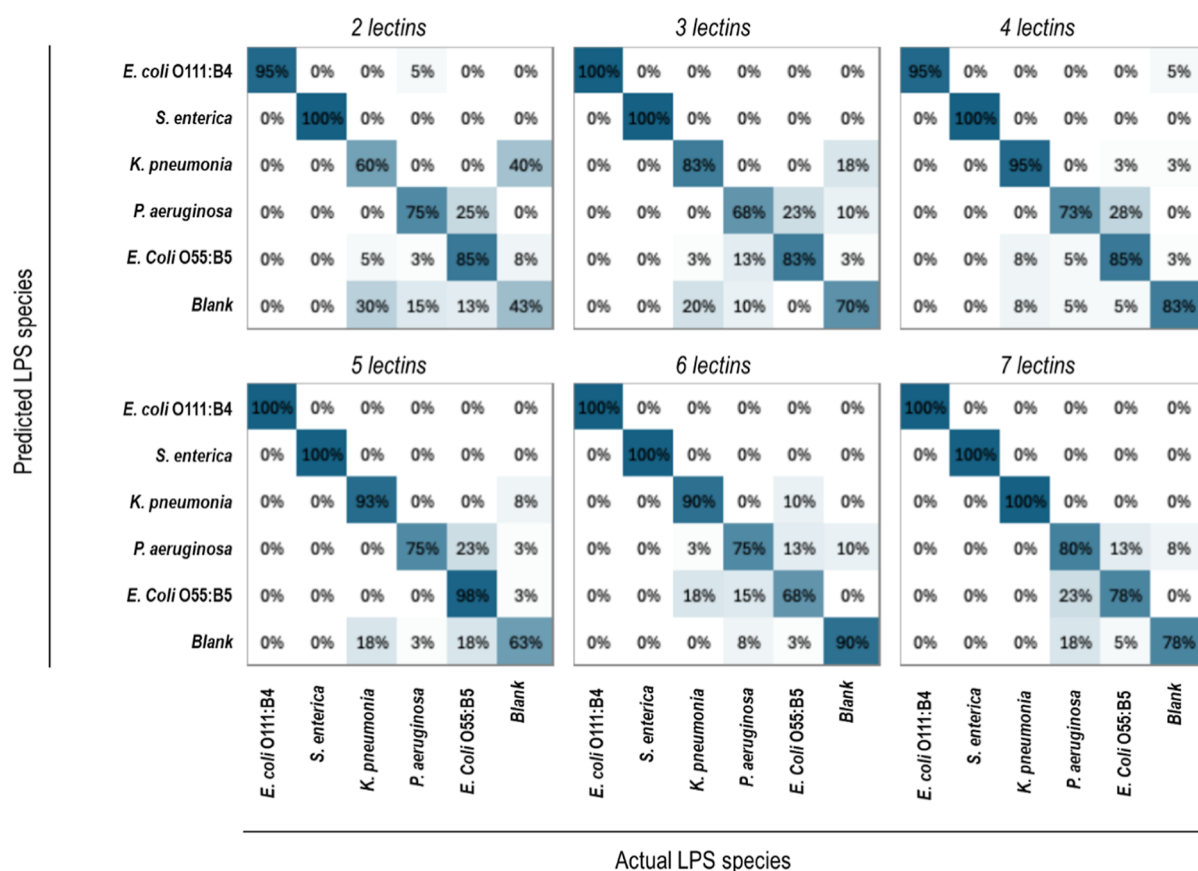 2 lectins 3 lectins 4 lectins
E. coli O111:B4 95% 0% 0% 5% 0% 0% 100% 0% 0% 0% 0% 0% 95% 0% 0% 0% 0% 5%
S. enterica 0% 100% 0% 0% 0% 0% 0% 100% 0% 0% 0% 0% 0% 100% 0% 0% 0% 0%
K. pneumonia 0% 0% 60% 0% 0% 40% 0% 0% 83% 0% 0% 18% 0% 0% 95% 0% 3% 3%
P. aeruginosa 0% 0% 0% 75% 25% 0% 0% 0% 0% 68% 23% 10% 0% 0% 0% 73% 28% 0%
E. Coli O55:B5 0% 0% 5% 3% 85% 8% 0% 0% 3% 13% 83% 3% 0% 0% 8% 5% 85% 3%
Blank 0% 0% 30% 15% 13% 43% 0% 0% 20% 10% 0% 70% 0% 0% 8% 5% 5% 83%
Predicted LPS species
5 lectins 6 lectins 7 lectins
E. coli O111:B4 100% 0% 0% 0% 0% 0% 100% 0% 0% 0% 0% 0% 100% 0% 0% 0% 0% 0%
S. enterica 0% 100% 0% 0% 0% 0% 0% 100% 0% 0% 0% 0% 0% 100% 0% 0% 0% 0%
K. pneumonia 0% 0% 93% 0% 0% 8% 0% 0% 90% 0% 10% 0% 0% 0% 100% 0% 0% 0%
P. aeruginosa 0% 0% 0% 75% 23% 3% 0% 0% 3% 75% 13% 10% 0% 0% 0% 80% 13% 8%
E. Coli O55:B5 0% 0% 0% 0% 98% 3% 0% 0% 18% 15% 68% 0% 0% 0% 0% 23% 78% 0%
Blank 0% 0% 18% 3% 18% 63% 0% 0% 0% 8% 3% 90% 0% 0% 0% 18% 5% 78%
E. coli O111:B4 S. enterica K. pneumonia P. aeruginosa E. Coli O55:B5 Blank E. coli O111:B4 S. enterica K. pneumonia P. aeruginosa E. Coli O55:B5 Blank E. coli O111:B4 S. enterica K. pneumonia P. aeruginosa E. Coli O55:B5 Blank
Actual LPS species